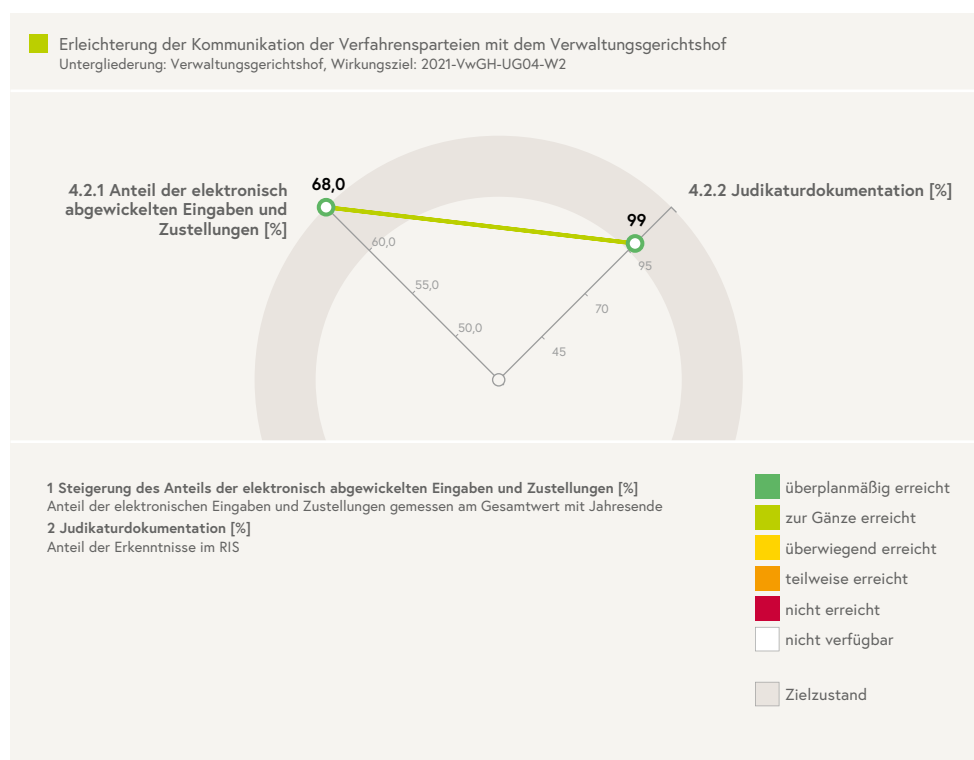 Erleichterung der Kommunikation der Verfahrensparteien mit dem Verwaltungsgerichtshof
Untergliederung: Verwaltungsgerichtshof, Wirkungsziel: 2021-VwGH-UG04-W2
4.2.1 Anteil der elektronisch
abgewickelten Eingaben und
Zustellungen [%]
68,0
60,0
55,0
50,0
4.2.2 Judikaturdokumentation [%]
99
95
70
45
1 Steigerung des Anteils der elektronisch abgewickelten Eingaben und Zustellungen [%]
Anteil der elektronischen Eingaben und Zustellungen gemessen am Gesamtwert mit Jahresende
2 Judikaturdokumentation [%]
Anteil der Erkenntnisse im RIS
überplanmäßig erreicht
zur Gänze erreicht
überwiegend erreicht
teilweise erreicht
nicht erreicht
nicht verfügbar
Zielzustand